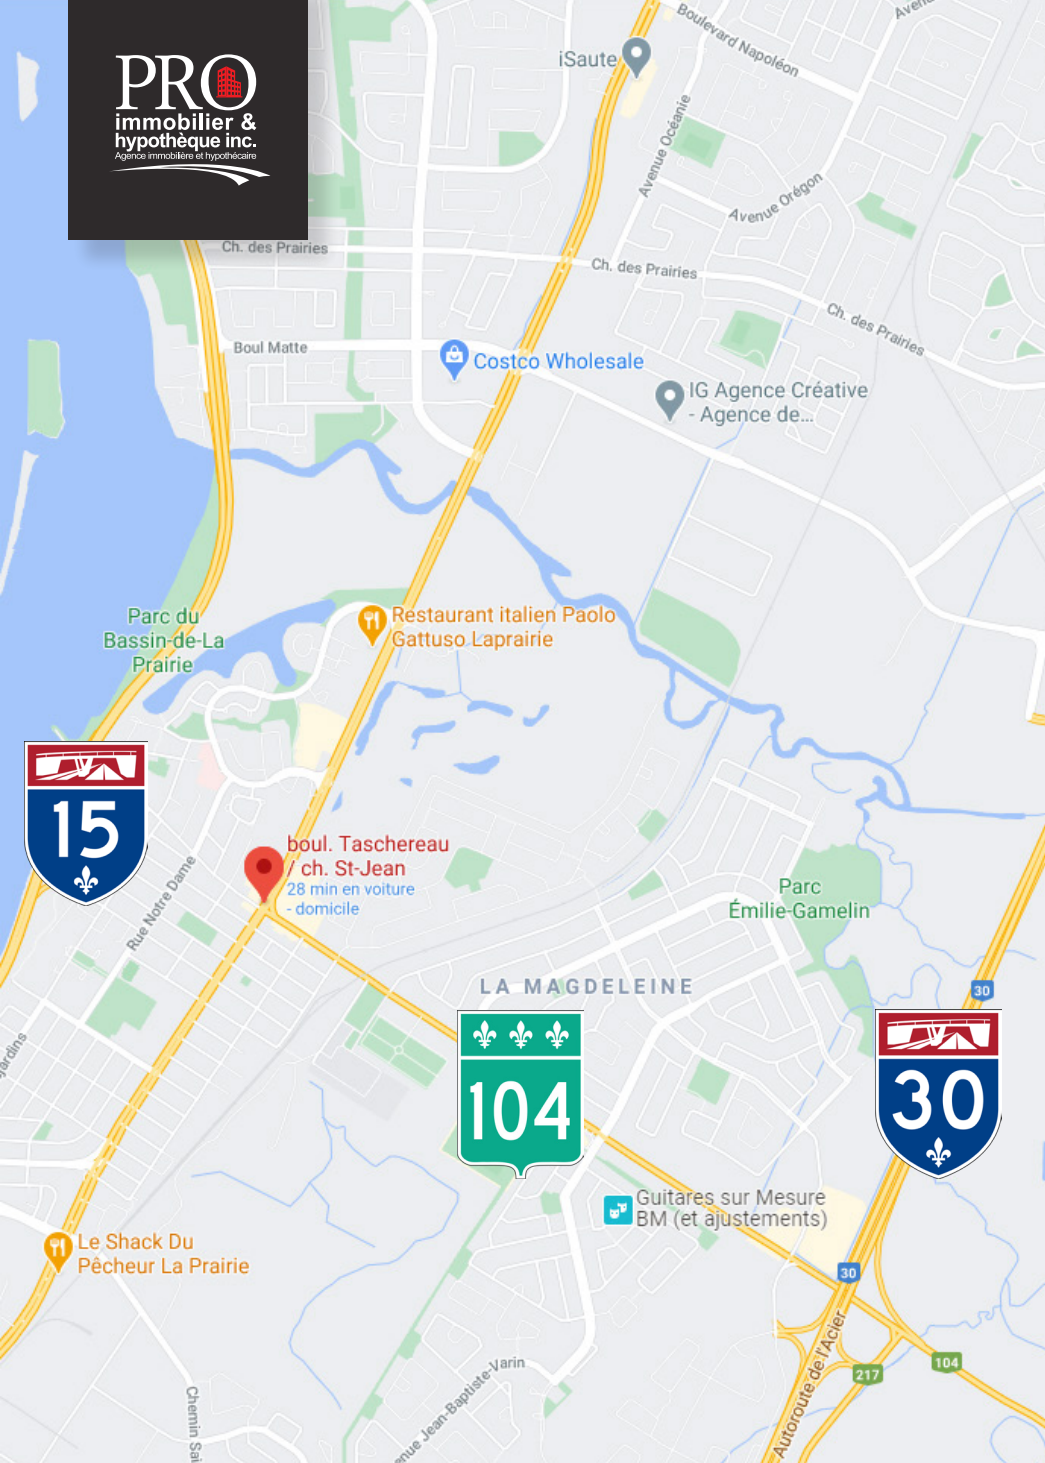 PRO
immobilier &
hypothèque inc.
Agence immobilière et hypothécaire
Boulevard Napoléon
iSaute
Avenue Océanie
Avenue Orégon
Ch. des Prairies
Ch. des Prairies
Ch. des Prairies
Boul Matte
Costco Wholesale
IG Agence Créative
- Agence de...
Restaurant italien Paolo
Gattuso Laprairie
Parc du
Bassin-de-La
Prairie
15
boul. Taschereau
/ ch. St-Jean
28 min en voiture
- domicile
Rue Notre Dame
Parc
Émilie-Gamelin
LA MAGDELEINE
30
104
30
Guitares sur Mesure
BM (et ajustements)
Le Shack Du
Pêcheur La Prairie
30
Autoroute de l'Acier
104
217
Jean-Baptiste-Varin
Chemin